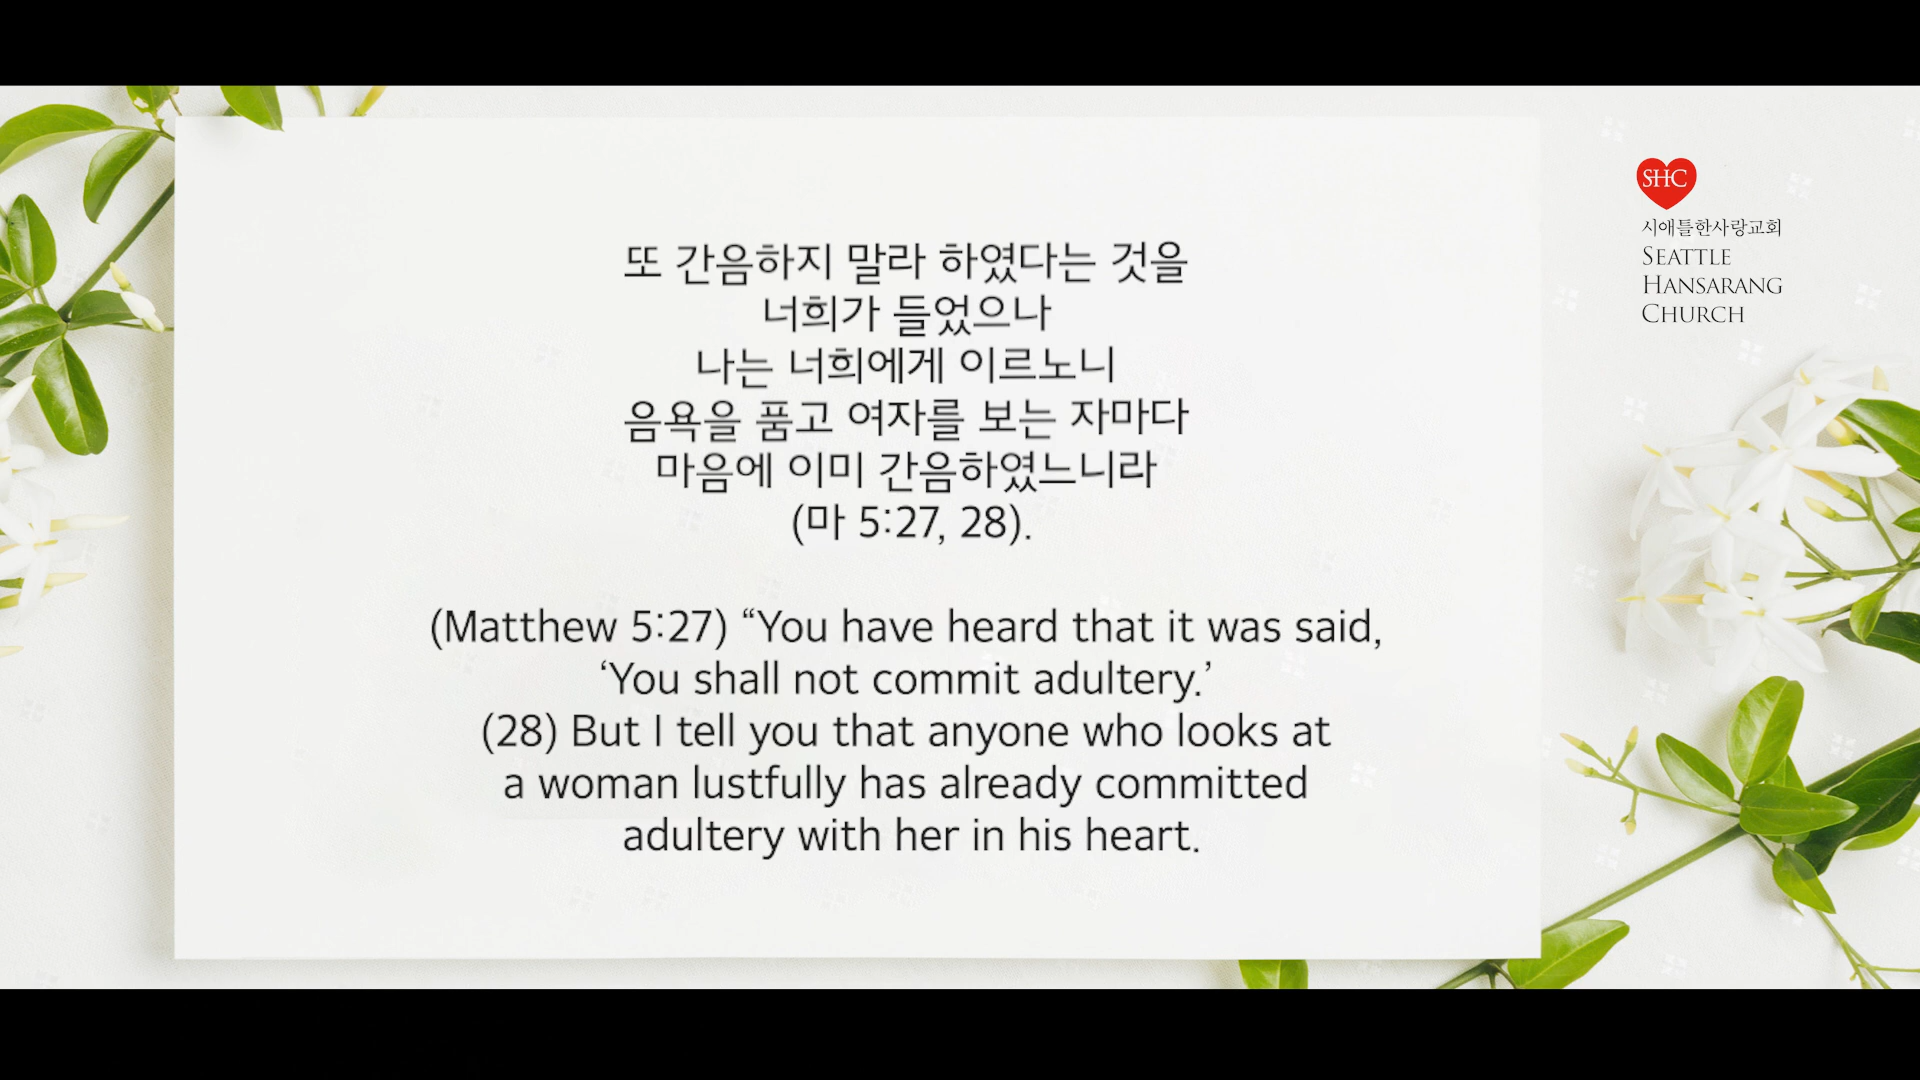 또 간음하지 말라 하였다는 것을
너희가 들었으나
나는 너희에게 이르노니
음욕을 품고 여자를 보는 자마다
마음에 이미 간음하였느니라
(마 5:27, 28).
(Matthew 5:27) “You have heard that it was said,
‘You shall not commit adultery.’
(28) But I tell you that anyone who looks at
a woman lustfully has already committed
adultery with her in his heart.
SHC
시애틀한사랑교회
SEATTLE
HANSARANG
CHURCH